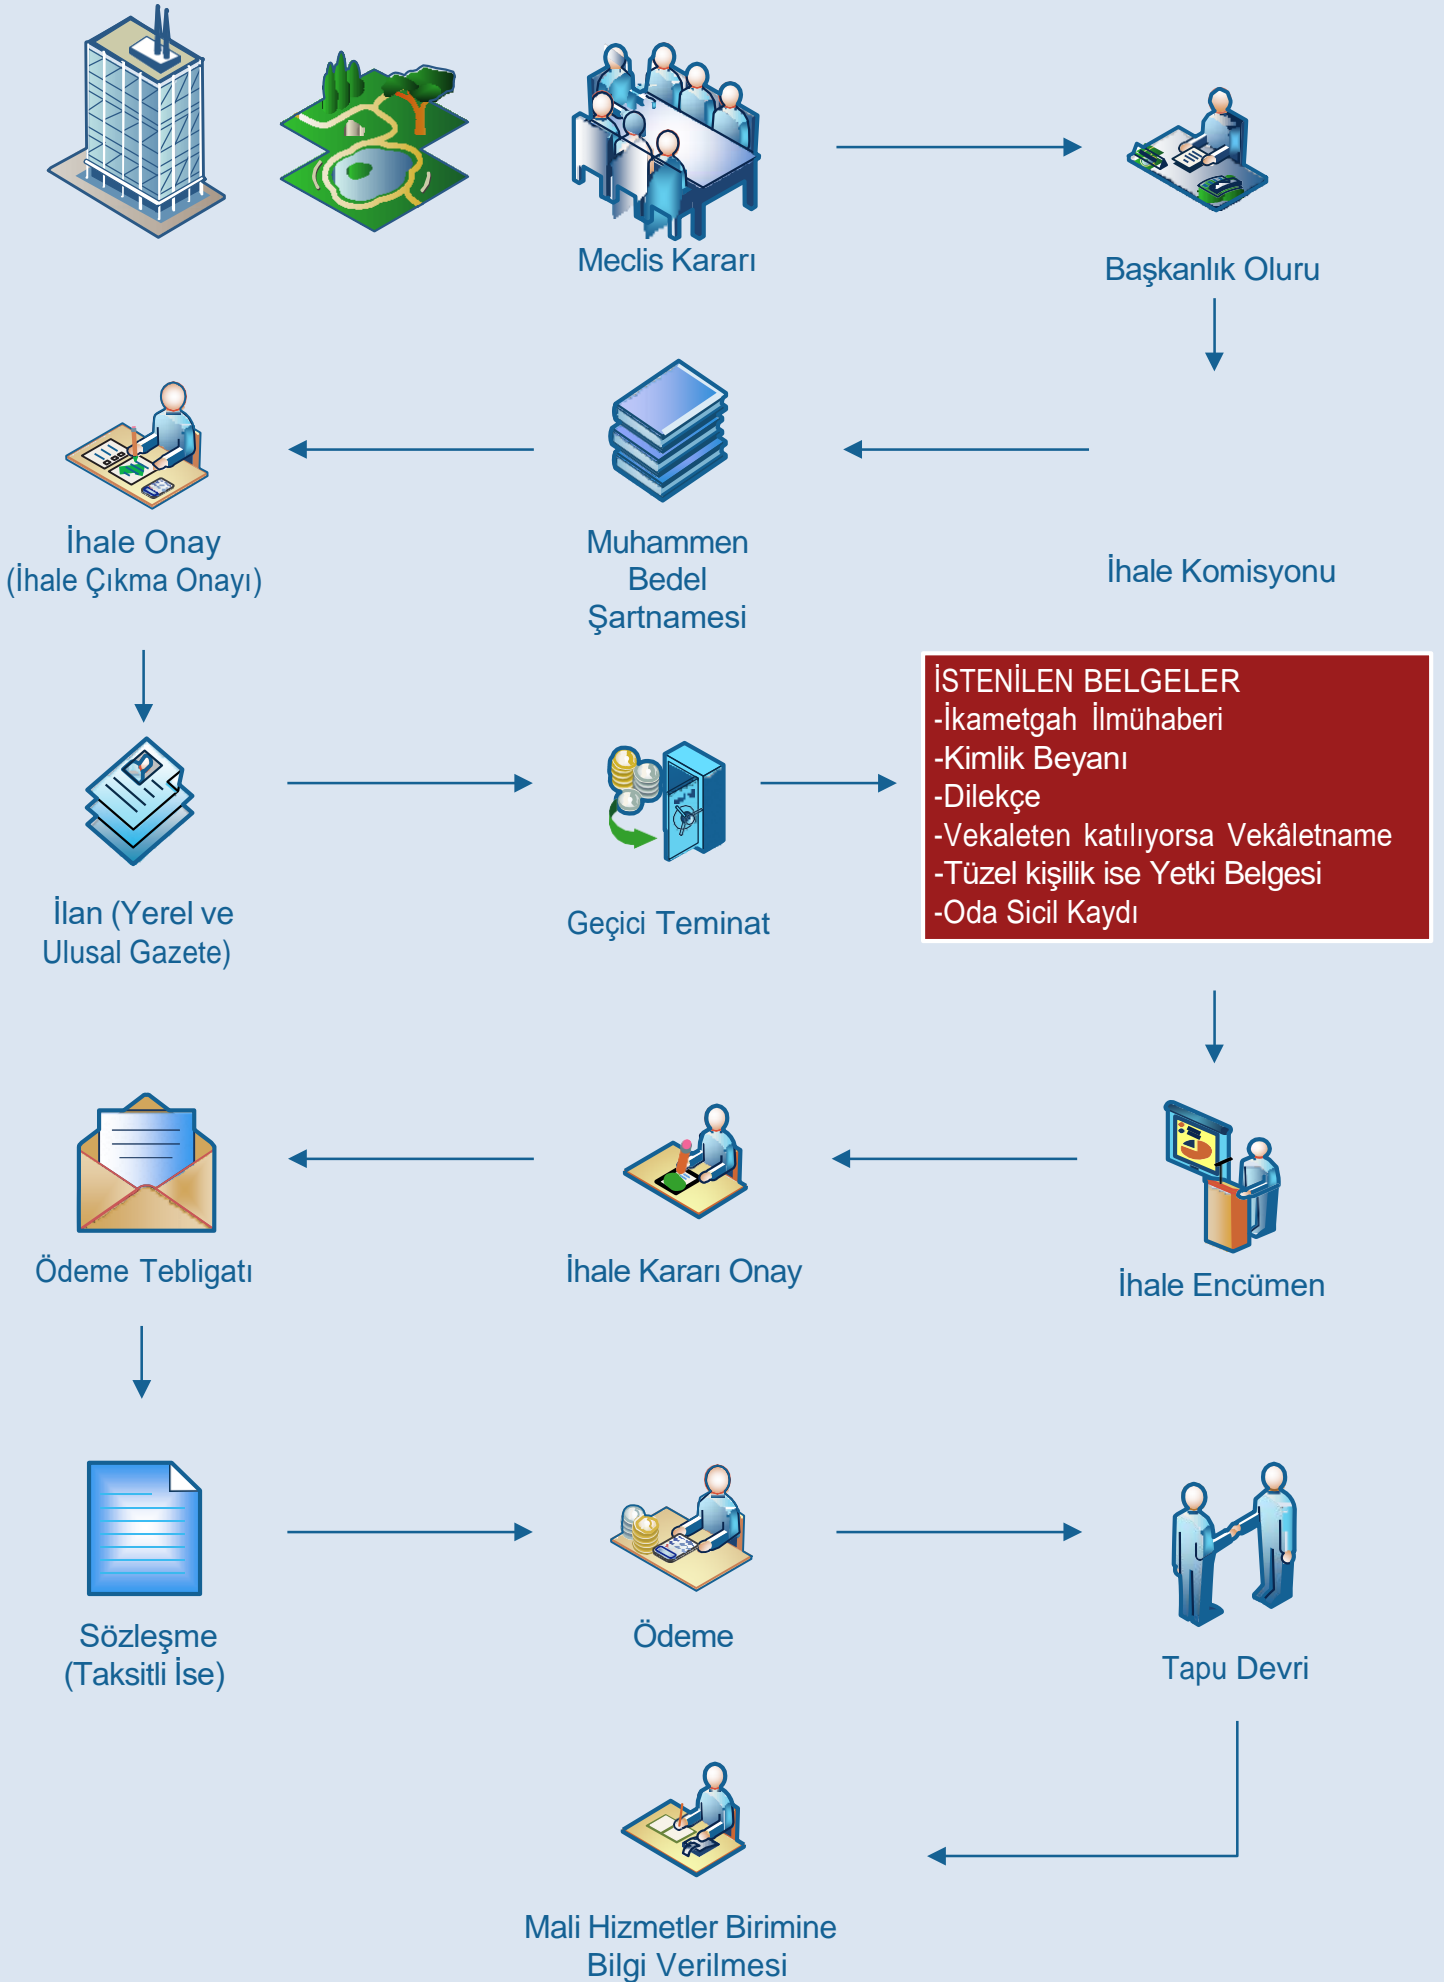 Meclis Kararı
Başkanlık Oluru
İhale Komisyonu
Muhammen
Bedel
Şartnamesi
İhale Onay
(İhale Çıkma Onayı)
İlan (Yerel ve
Ulusal Gazete)
Geçici Teminat
İSTENİLEN BELGELER
-İkametgah İlmühaberi
-Kimlik Beyanı
-Dilekçe
-Vekaleten katılıyorsa Vekâletname
-Tüzel kişilik ise Yetki Belgesi
-Oda Sicil Kaydı
İhale Encümen
İhale Kararı Onay
Ödeme Tebligatı
Sözleşme
(Taksitli İse)
Ödeme
Tapu Devri
Mali Hizmetler Birimine
Bilgi Verilmesi